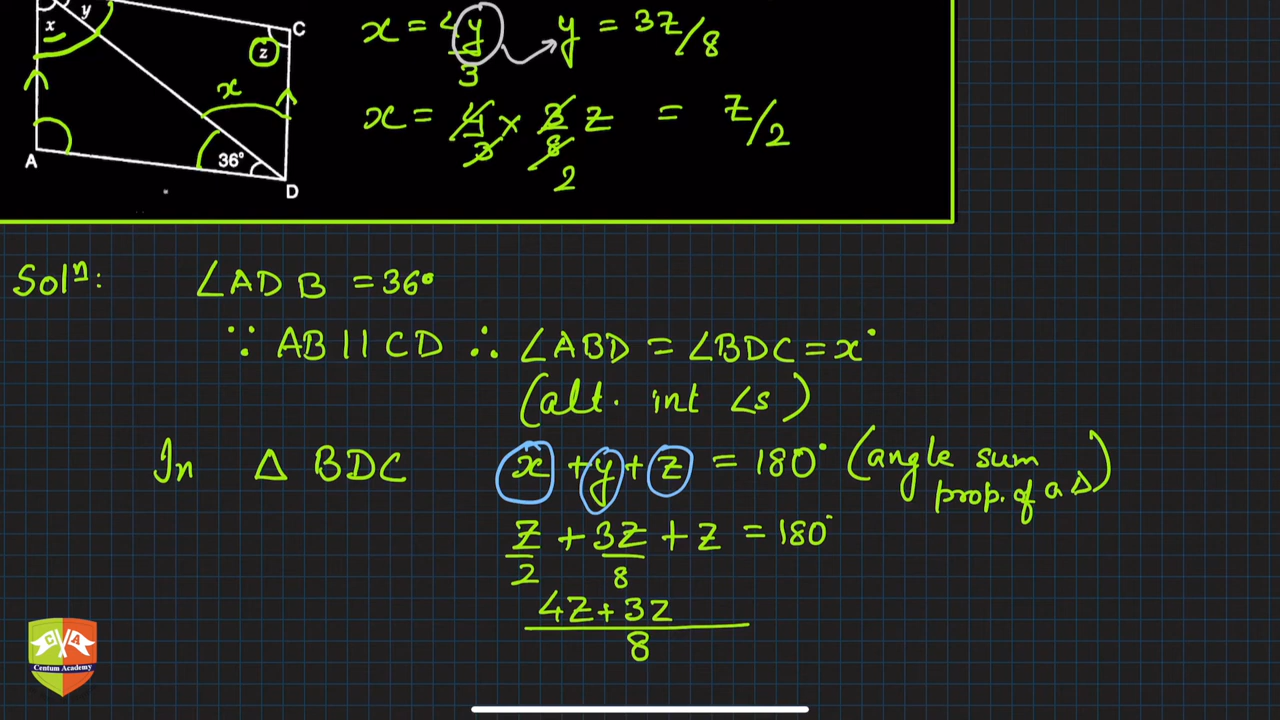 x y C
z
x
A 36° D
x = 4y/3 y = 3z/8
x = 4/3 × 3/8 z = z/2
2
Solⁿ: ∠ADB = 36°
∵ AB || CD ∴ ∠ABD = ∠BDC = x°
(alt. int ∠s)
In Δ BDC x + y + z = 180° (angle sum
prop. of a Δ)
z/2 + 3z/8 + z = 180°
4z + 3z
8
C A
Centum Academy